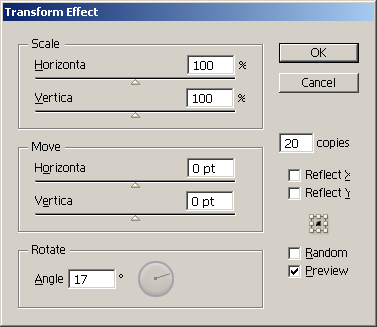 Transform Effect
Scale
Horizonta 100 %
Vertica 100 %
Move
Horizonta 0 pt
Vertica 0 pt
Rotate
Angle 17 °
OK
Cancel
20 copies
Reflect X
Reflect Y
Random
Preview